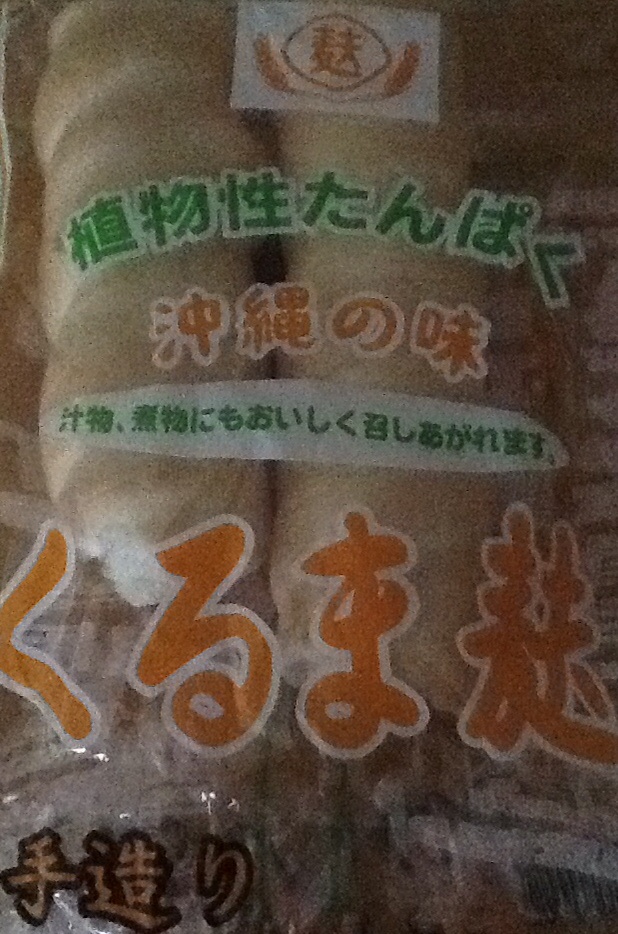 麩
植物性たんぱく
沖縄の味
汁物、煮物にもおいしく召しあがれます。
くるま麩
手造り